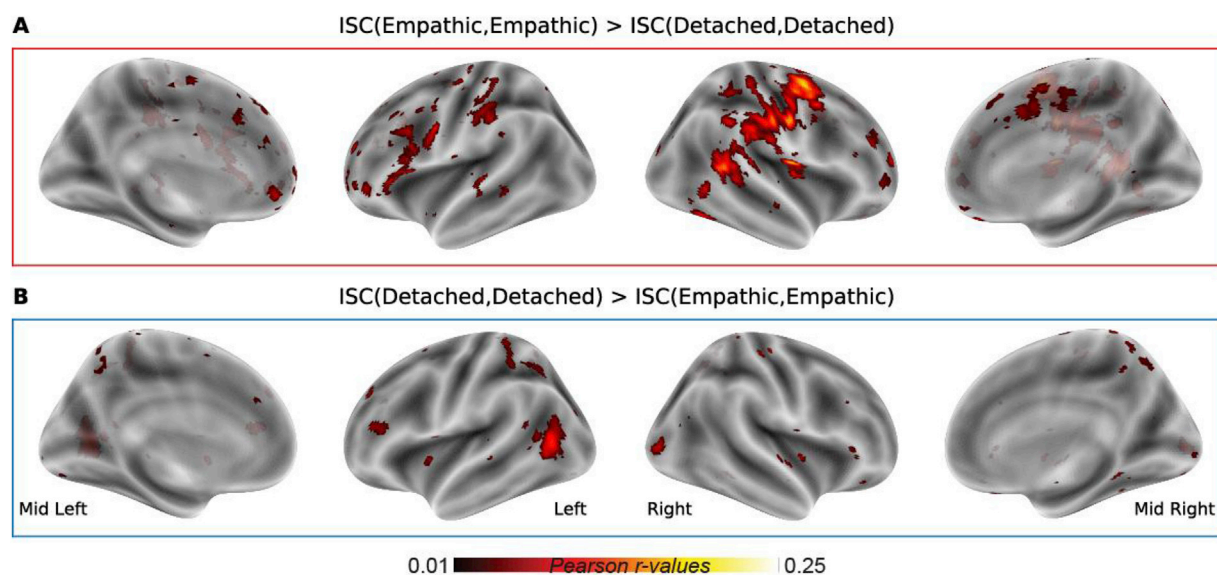 A
ISC(Empathic,Empathic) > ISC(Detached,Detached)
B
ISC(Detached,Detached) > ISC(Empathic,Empathic)
Mid Left
Left
Right
Mid Right
0.01 Pearson r-values 0.25